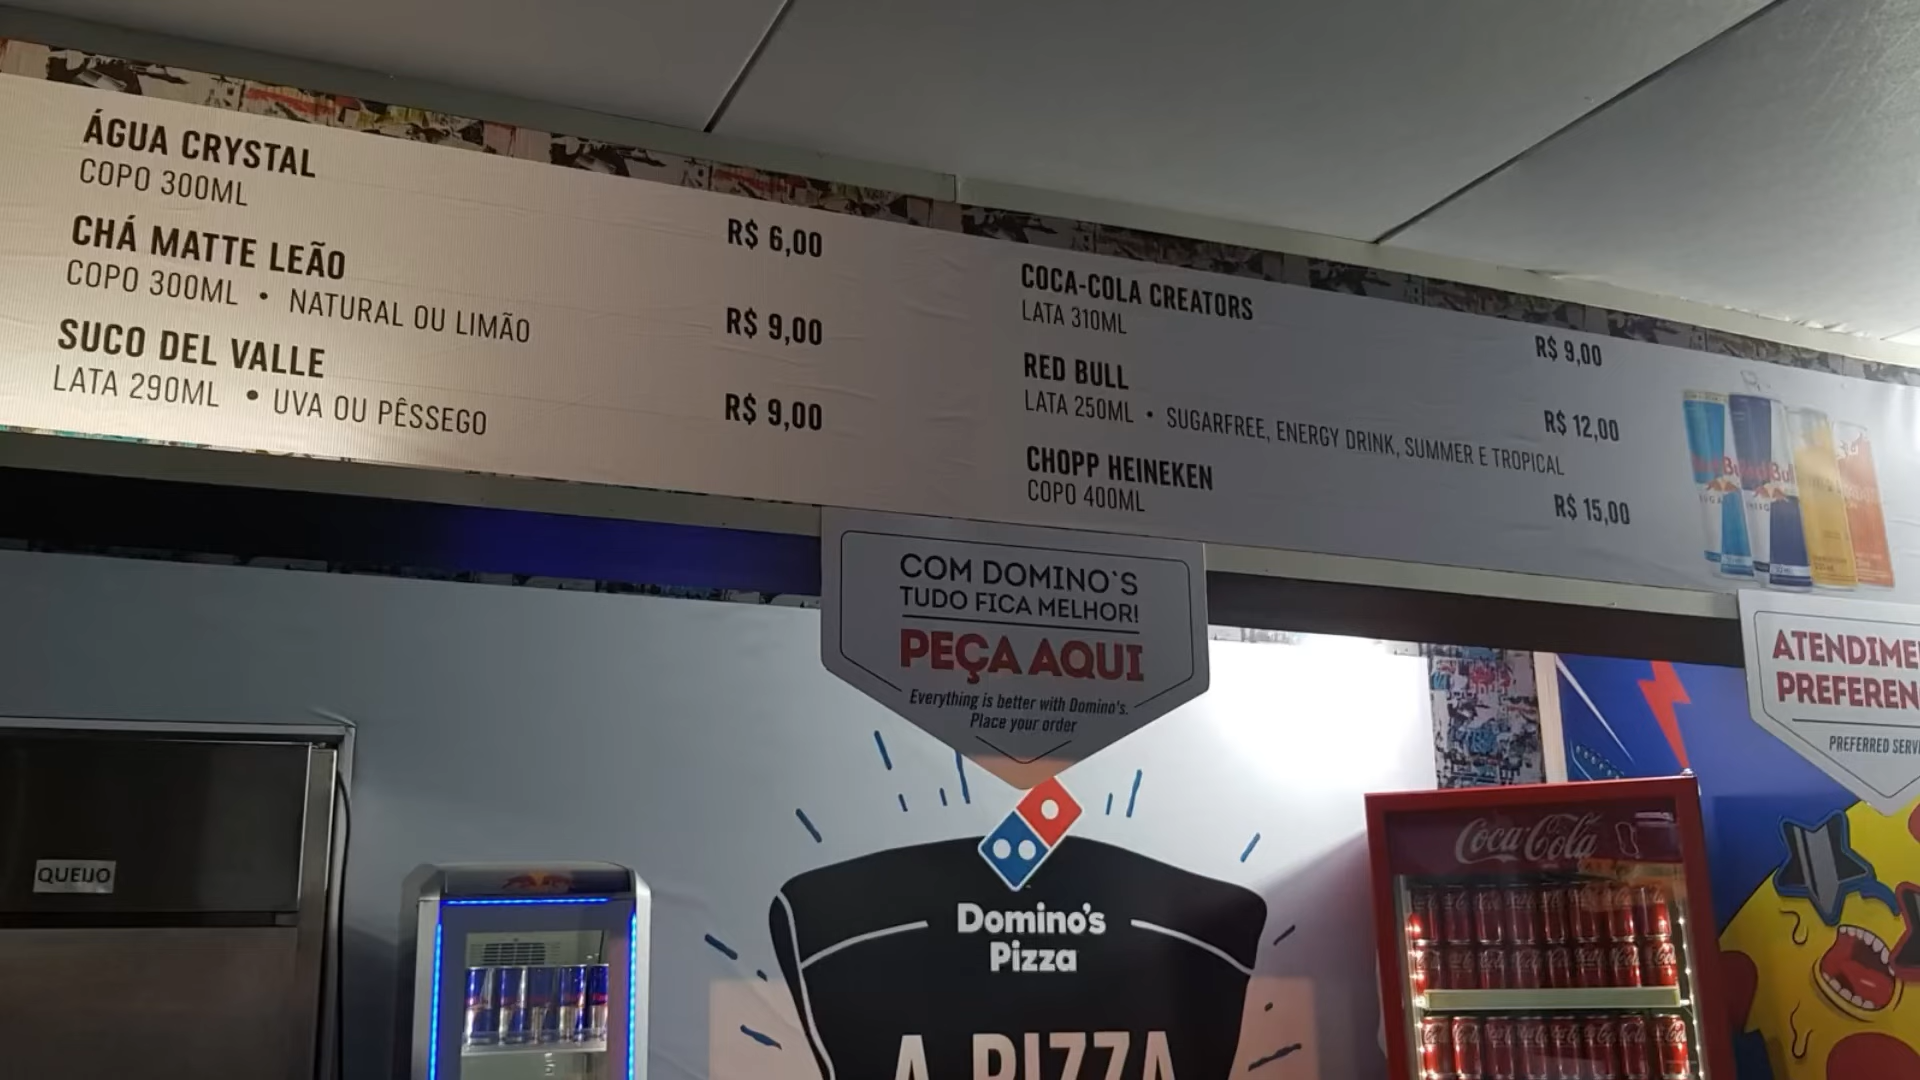 ÁGUA CRYSTAL
COPO 300ML
R$ 6,00
CHÁ MATTE LEÃO
COPO 300ML • NATURAL OU LIMÃO
R$ 9,00
SUCO DEL VALLE
LATA 290ML • UVA OU PÊSSEGO
R$ 9,00
COCA-COLA CREATORS
LATA 310ML
R$ 9,00
RED BULL
LATA 250ML • SUGARFREE, ENERGY DRINK, SUMMER E TROPICAL
R$ 12,00
CHOPP HEINEKEN
COPO 400ML
R$ 15,00
COM DOMINO`S
TUDO FICA MELHOR!
PEÇA AQUI
Everything is better with Domino's.
Place your order
ATENDIME
PREFEREN
PREFERRED SERV
QUEIJO
Domino's
Pizza
A PIZZA
Coca-Cola